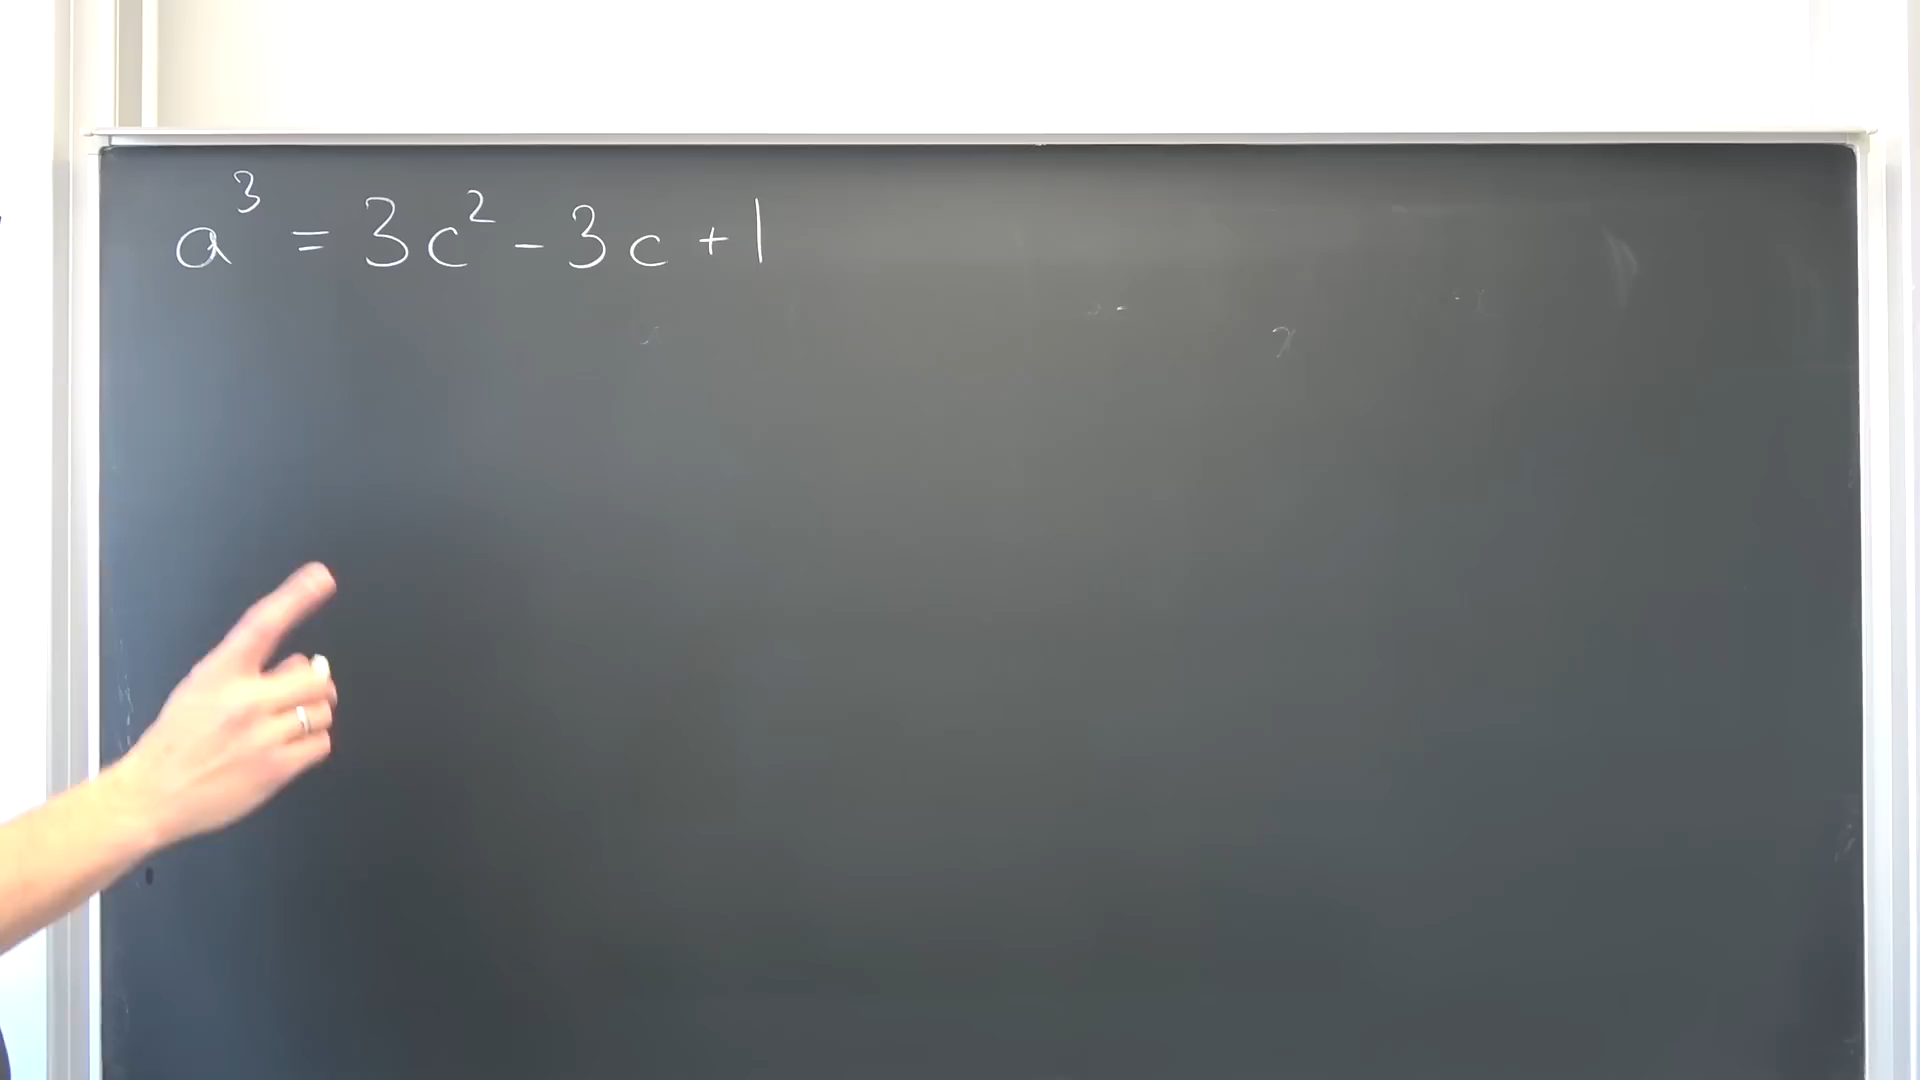 a³ = 3c² - 3c + 1